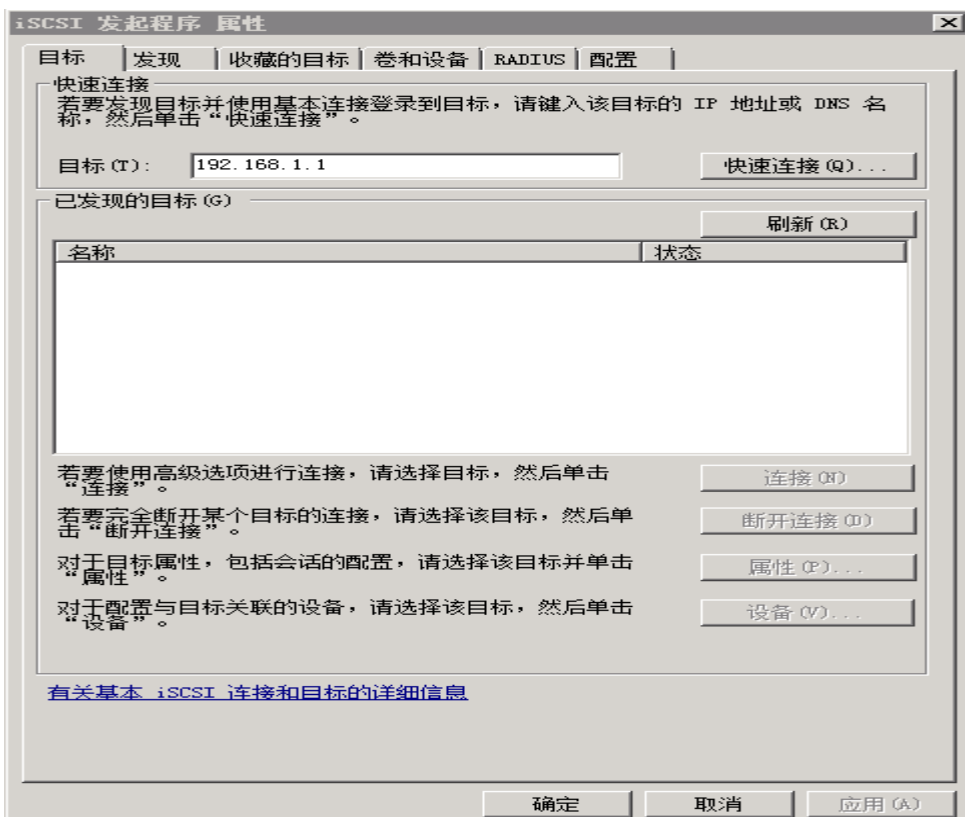 iSCSI 发起程序 属性
目标 发现 收藏的目标 卷和设备 RADIUS 配置
快速连接
若要发现目标并使用基本连接登录到目标，请键入该目标的 IP 地址或 DNS 名
称，然后单击“快速连接”。
目标(T): 192.168.1.1 快速连接(Q)...
已发现的目标(G)
刷新(R)
名称 状态
若要使用高级选项进行连接，请选择目标，然后单击
“连接”。
连接(N)
若要完全断开某个目标的连接，请选择该目标，然后单
击“断开连接”。
断开连接(D)
对于目标属性，包括会话的配置，请选择该目标并单击
“属性”。
属性(P)...
对于配置与目标关联的设备，请选择该目标，然后单击
“设备”。
设备(V)...
有关基本 iSCSI 连接和目标的详细信息
确定 取消 应用(A)